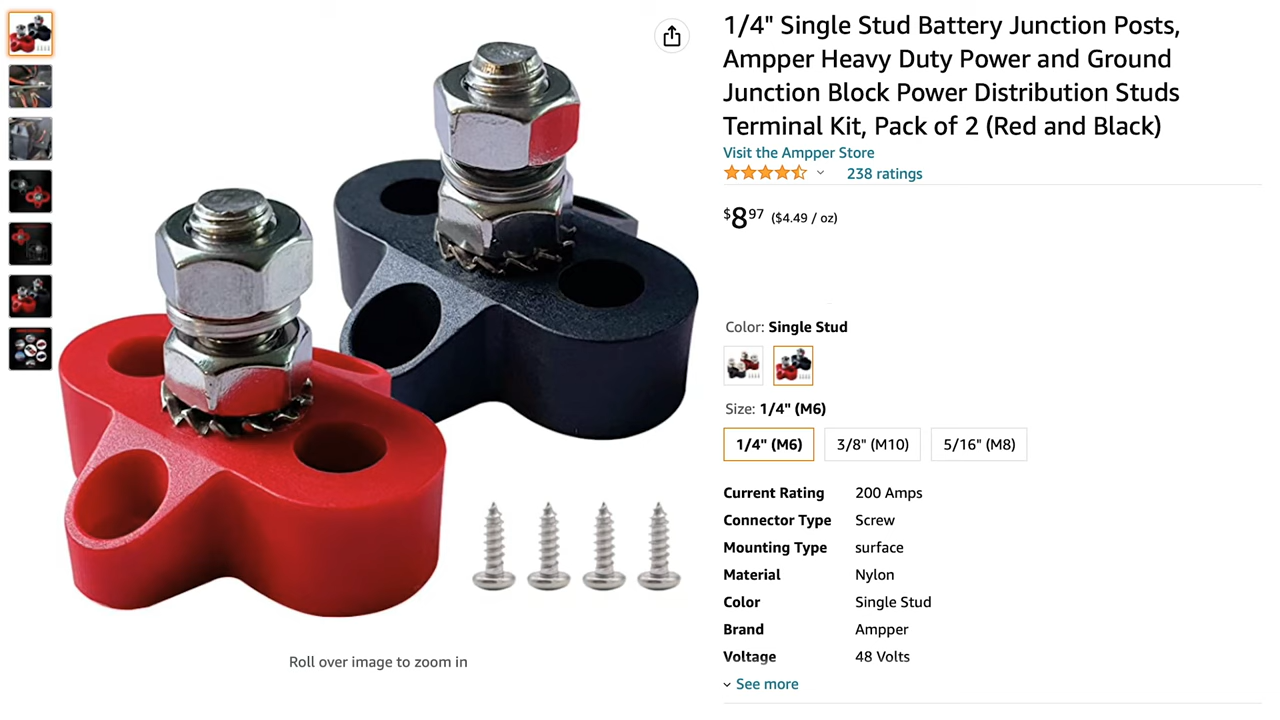 1/4" Single Stud Battery Junction Posts,
Ampper Heavy Duty Power and Ground
Junction Block Power Distribution Studs
Terminal Kit, Pack of 2 (Red and Black)
Visit the Ampper Store
238 ratings
$8.97 ($4.49 / oz)
Color: Single Stud
Size: 1/4" (M6)
1/4" (M6) 3/8" (M10) 5/16" (M8)
Current Rating 200 Amps
Connector Type Screw
Mounting Type surface
Material Nylon
Color Single Stud
Brand Ampper
Voltage 48 Volts
See more
Roll over image to zoom in